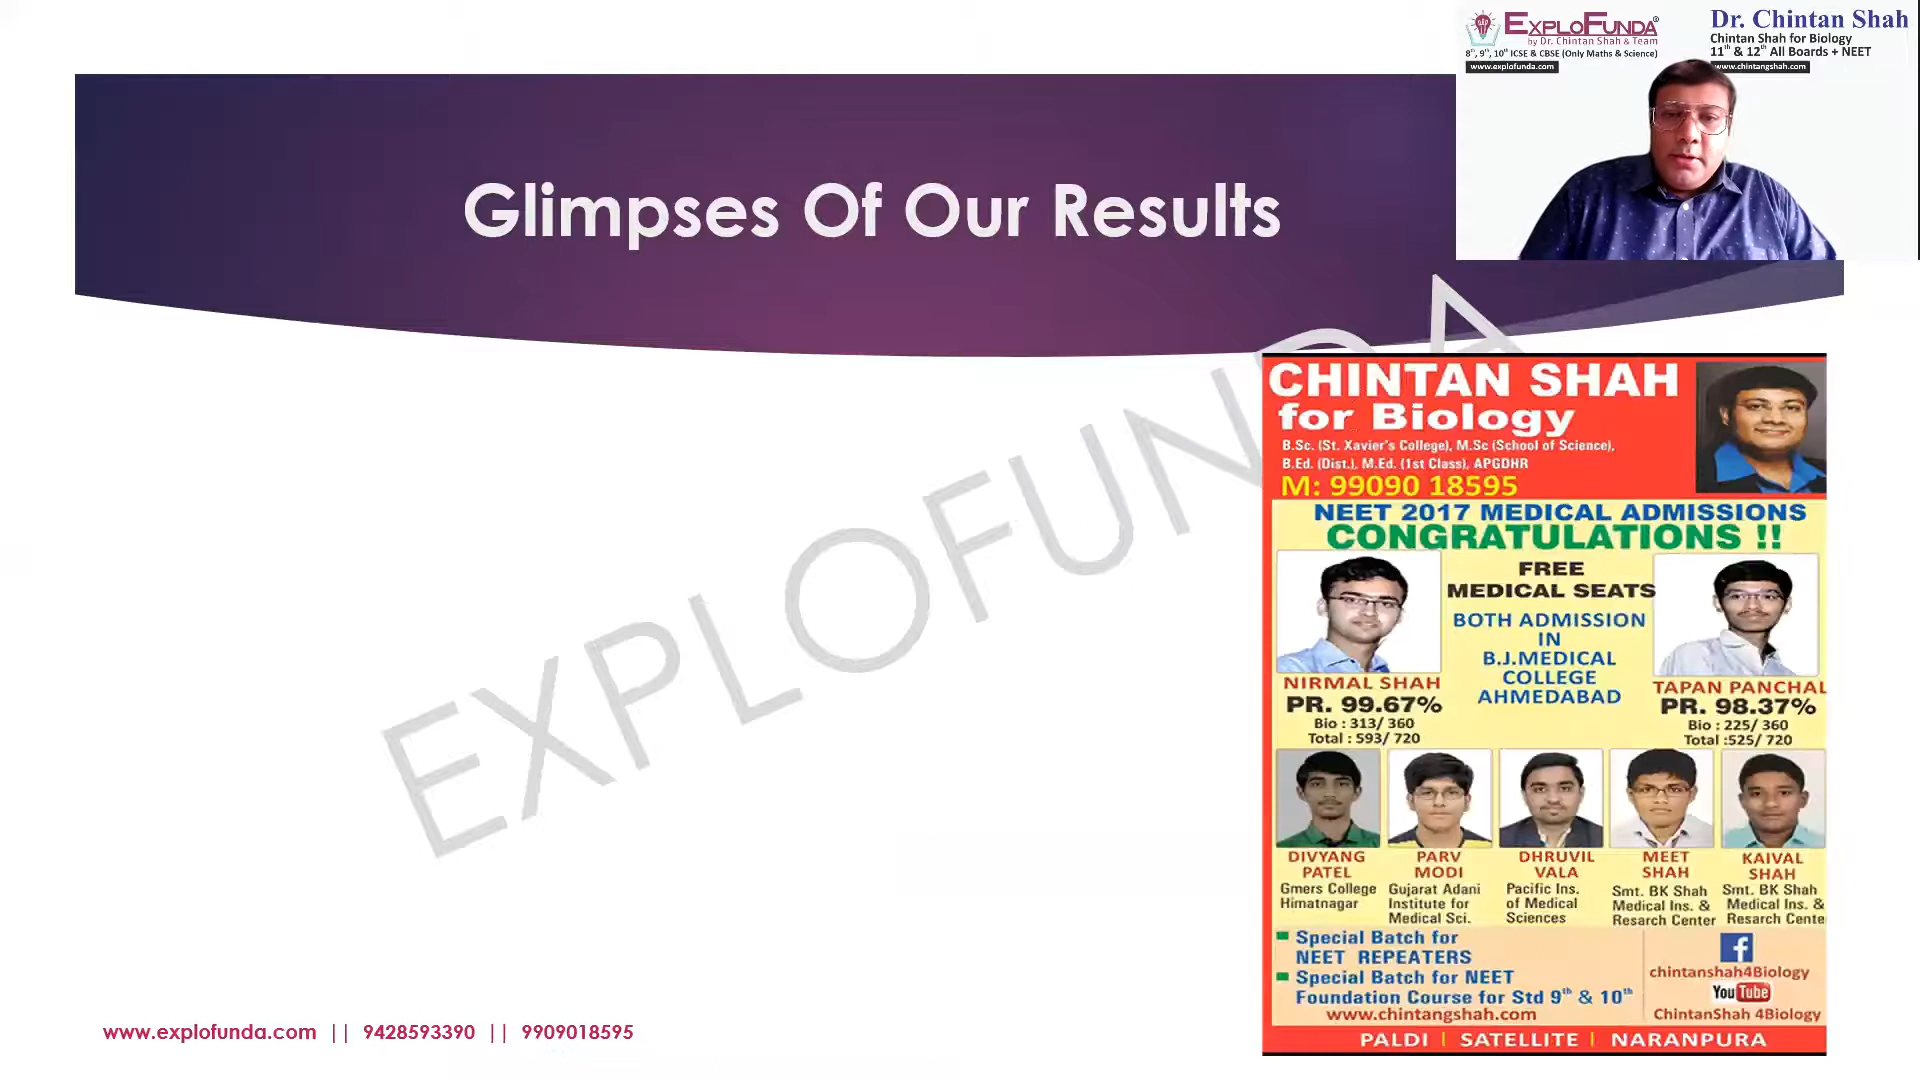 EXPLOFUNDA®
by Dr. Chintan Shah & Team
8th, 9th, 10th ICSE & CBSE (Only Maths & Science)
www.explofunda.com
Dr. Chintan Shah
Chintan Shah for Biology
11th & 12th All Boards + NEET
www.chintangshah.com
Glimpses Of Our Results
EXPLOFUNDA
CHINTAN SHAH
for Biology
B.Sc. (St. Xavier's College), M.Sc (School of Science),
B.Ed. (Dist.), M.Ed. (1st Class), APGDHR
M: 99090 18595
NEET 2017 MEDICAL ADMISSIONS
CONGRATULATIONS !!
FREE
MEDICAL SEATS
BOTH ADMISSION
IN
B.J.MEDICAL
COLLEGE
AHMEDABAD
NIRMAL SHAH
PR. 99.67%
Bio : 313/ 360
Total : 593/ 720
TAPAN PANCHAL
PR. 98.37%
Bio : 225/ 360
Total :525/ 720
DIVYANG
PATEL
Gmers College
Himatnagar
PARV
MODI
Gujarat Adani
Institute for
Medical Sci.
DHRUVIL
VALA
Pacific Ins.
of Medical
Sciences
MEET
SHAH
Smt. BK Shah
Medical Ins. &
Resarch Center
KAIVAL
SHAH
Smt. BK Shah
Medical Ins. &
Resarch Cente
Special Batch for
NEET REPEATERS
Special Batch for NEET
Foundation Course for Std 9th & 10th
www.chintangshah.com
f
chintanshah4Biology
YouTube
ChintanShah 4Biology
PALDI | SATELLITE | NARANPURA
www.explofunda.com || 9428593390 || 9909018595